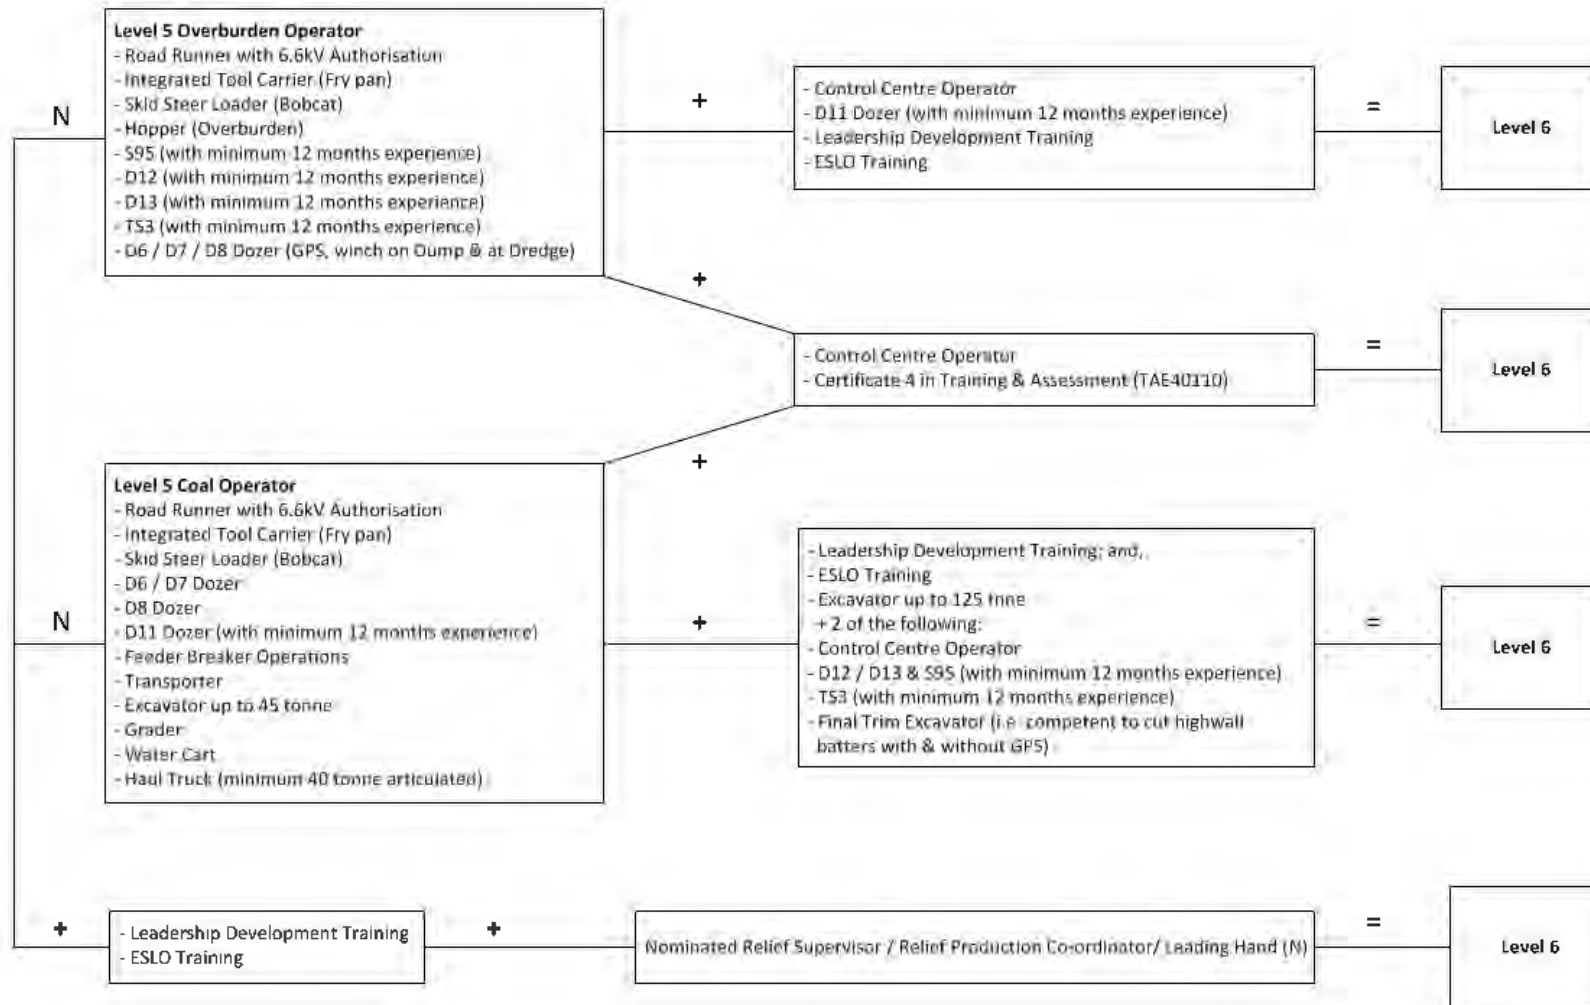 Level 5 Overburden Operator
- Road Runner with 6.6kV Authorisation
- Integrated Tool Carrier (Fry pan)
- Skid Steer Loader (Bobcat)
- Hopper (Overburden)
- S95 (with minimum 12 months experience)
- D12 (with minimum 12 months experience)
- D13 (with minimum 12 months experience)
- TS3 (with minimum 12 months experience)
- D6 / D7 / D8 Dozer (GPS, winch on Dump & at Dredge)
N
+
- Control Centre Operator
- D11 Dozer (with minimum 12 months experience)
- Leadership Development Training
- ESLO Training
=
Level 6
+
- Control Centre Operator
- Certificate 4 in Training & Assessment (TAE40110)
=
Level 6
+
Level 5 Coal Operator
- Road Runner with 6.6kV Authorisation
- Integrated Tool Carrier (Fry pan)
- Skid Steer Loader (Bobcat)
- D6 / D7 Dozer
- D8 Dozer
- D11 Dozer (with minimum 12 months experience)
- Feeder Breaker Operations
- Transporter
- Excavator up to 45 tonne
- Grader
- Water Cart
- Haul Truck (minimum 40 tonne articulated)
N
+
- Leadership Development Training; and,
- ESLO Training
- Excavator up to 125 tnne
+ 2 of the following:
- Control Centre Operator
- D12 / D13 & S95 (with minimum 12 months experience)
- TS3 (with minimum 12 months experience)
- Final Trim Excavator (i.e. competent to cut highwall
batters with & without GPS)
=
Level 6
+
- Leadership Development Training
- ESLO Training
+
Nominated Relief Supervisor / Relief Production Co-ordinator/ Leading Hand (N)
=
Level 6